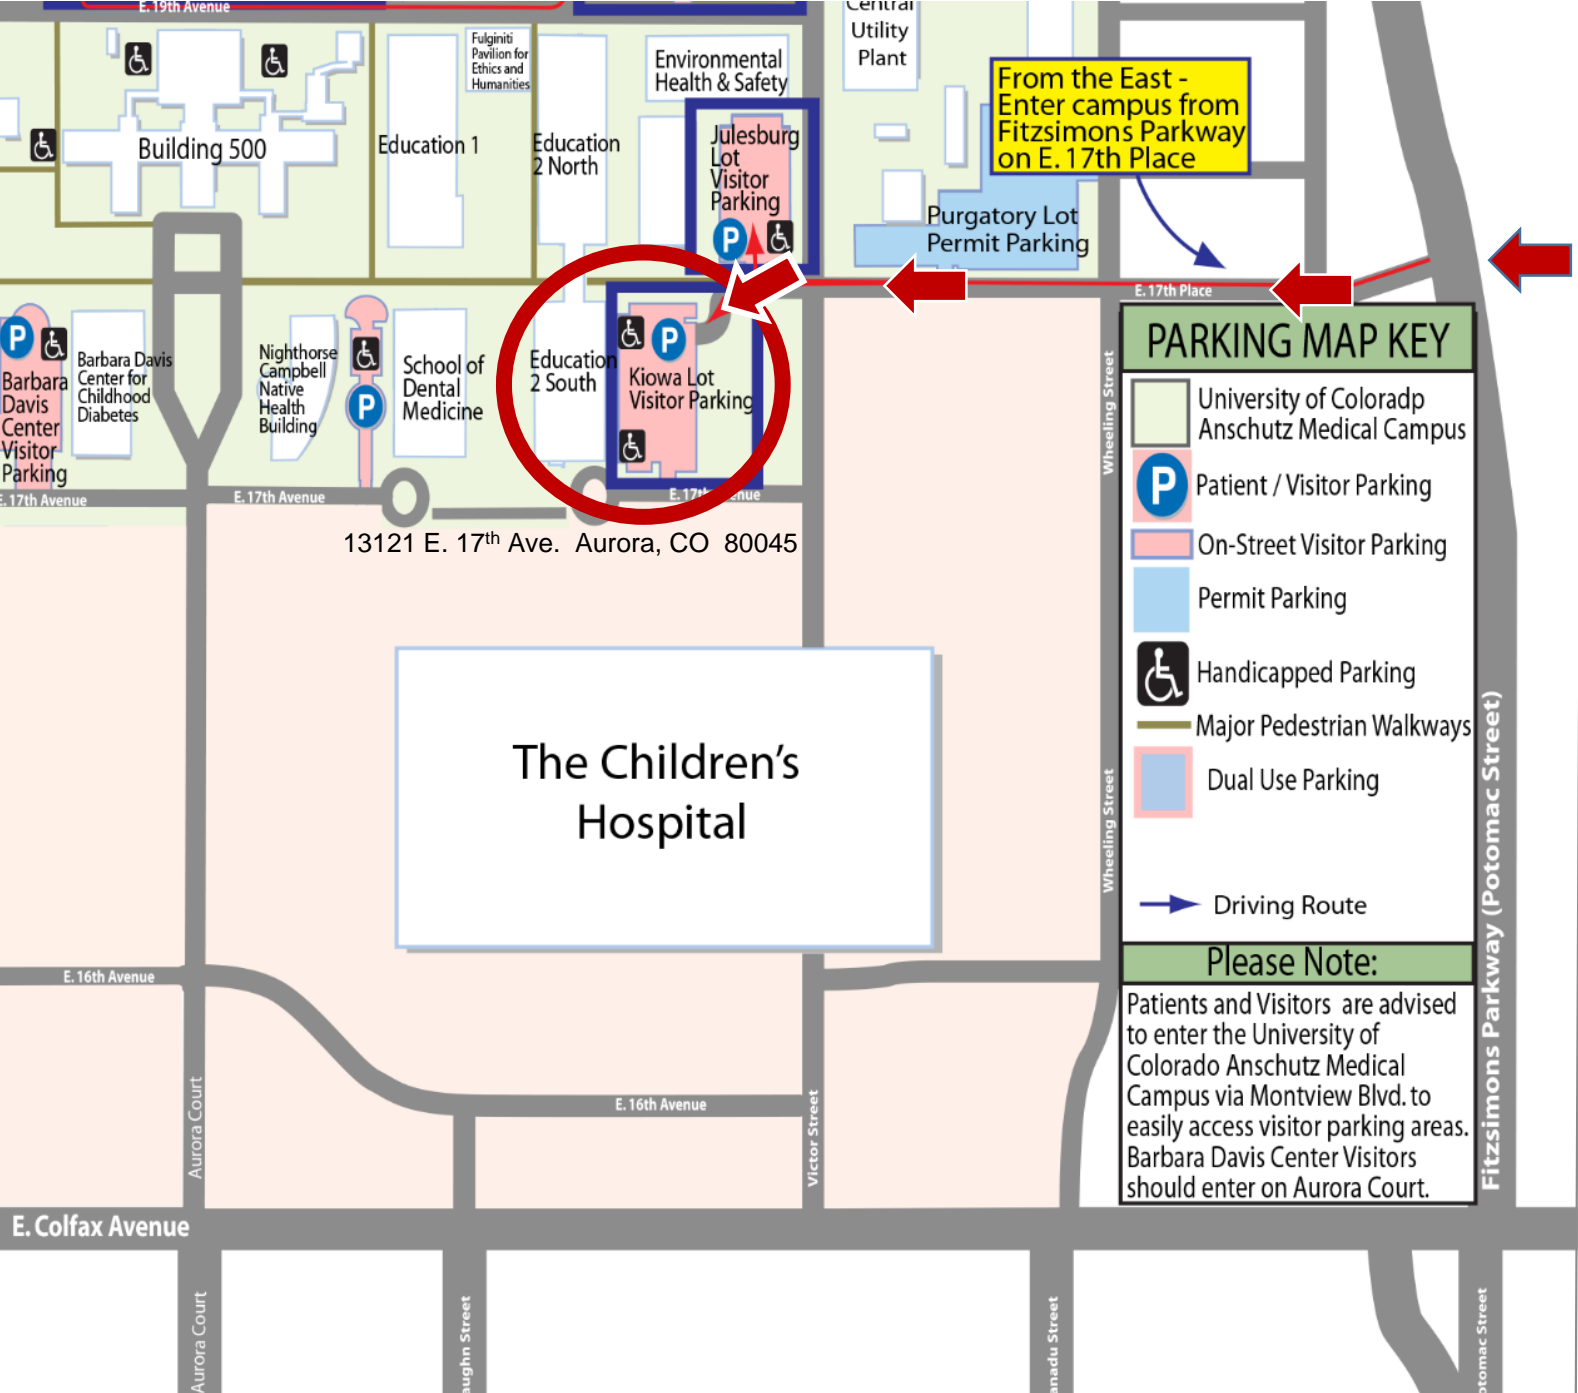 E. 19th Avenue
Central
Utility
Plant
Fulginiti
Pavilion for
Ethics and
Humanities
Environmental
Health & Safety
From the East -
Enter campus from
Fitzsimons Parkway
on E. 17th Place
Building 500
Education 1
Education
2 North
Julesburg
Lot
Visitor
Parking
P
Purgatory Lot
Permit Parking
E. 17th Place
P
Barbara
Davis
Center
Visitor
Parking
Barbara Davis
Center for
Childhood
Diabetes
Nighthorse
Campbell
Native
Health
Building
P
School of
Dental
Medicine
Education
2 South
P
Kiowa Lot
Visitor Parking
E. 17th Avenue
E. 17th Avenue
E. 17th Avenue
13121 E. 17th Ave. Aurora, CO 80045
Wheeling Street
PARKING MAP KEY
University of Coloradp
Anschutz Medical Campus
P
Patient / Visitor Parking
On-Street Visitor Parking
Permit Parking
Handicapped Parking
Major Pedestrian Walkways
Dual Use Parking
Driving Route
Please Note:
Patients and Visitors are advised
to enter the University of
Colorado Anschutz Medical
Campus via Montview Blvd. to
easily access visitor parking areas.
Barbara Davis Center Visitors
should enter on Aurora Court.
The Children's
Hospital
Wheeling Street
Fitzsimons Parkway (Potomac Street)
E. 16th Avenue
E. 16th Avenue
Aurora Court
Victor Street
E. Colfax Avenue
Aurora Court
aughn Street
anadu Street
otomac Street